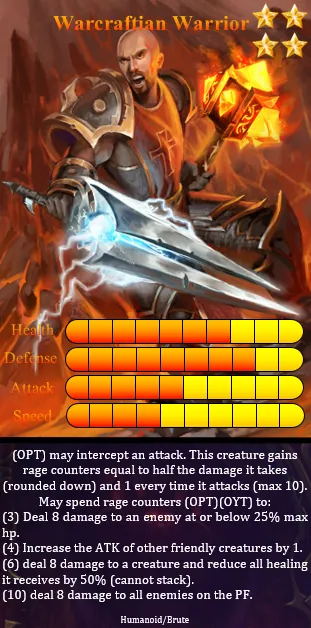 Warcraftian Warrior
Health
Defense
Attack
Speed
(OPT) may intercept an attack. This creature gains
rage counters equal to half the damage it takes
(rounded down) and 1 every time it attacks (max 10).
May spend rage counters (OPT)(OYT) to:
(3) Deal 8 damage to an enemy at or below 25% max
hp.
(4) Increase the ATK of other friendly creatures by 1.
(6) deal 8 damage to a creature and reduce all healing
it receives by 50% (cannot stack).
(10) deal 8 damage to all enemies on the PF.
Humanoid/Brute